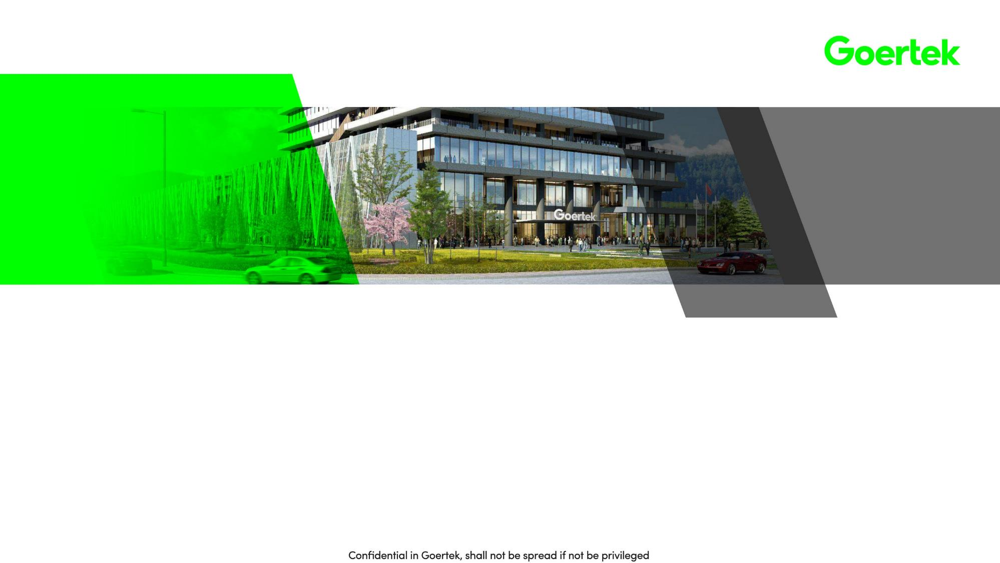 Goertek
Goertek
Confidential in Goertek, shall not be spread if not be privileged